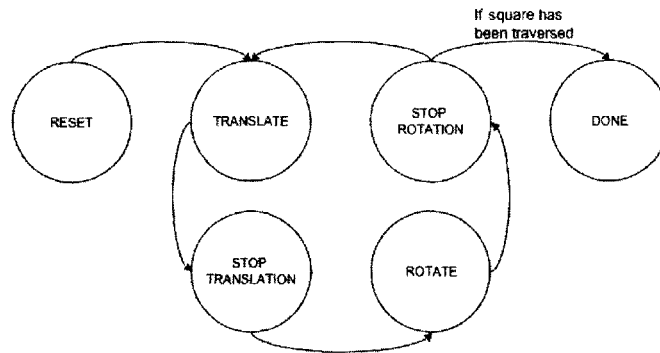 If square has
been traversed
RESET
TRANSLATE
STOP
ROTATION
DONE
STOP
TRANSLATION
ROTATE